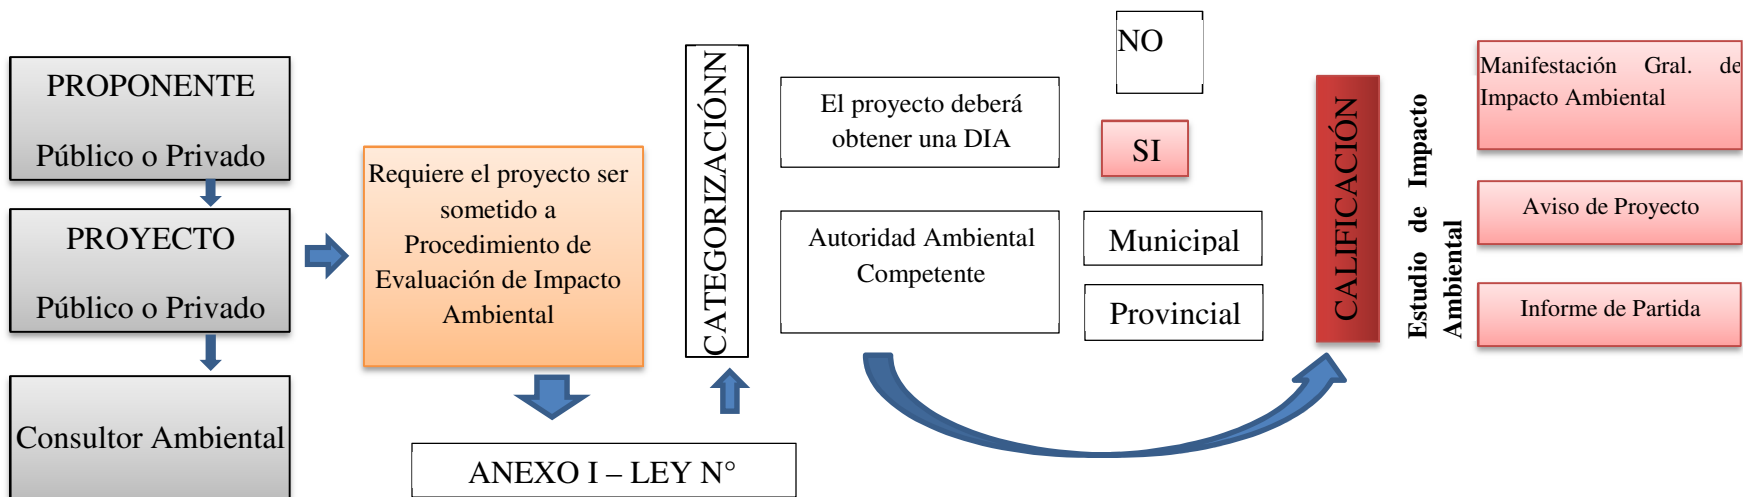 PROPONENTE
Público o Privado
PROYECTO
Público o Privado
Consultor Ambiental
Requiere el proyecto ser
sometido a
Procedimiento de
Evaluación de Impacto
Ambiental
ANEXO I – LEY N°
CATEGORIZACIÓNN
El proyecto deberá
obtener una DIA
NO
SI
Autoridad Ambiental
Competente
Municipal
Provincial
CALIFICACIÓN
Estudio de Impacto
Ambiental
Manifestación Gral. de
Impacto Ambiental
Aviso de Proyecto
Informe de Partida